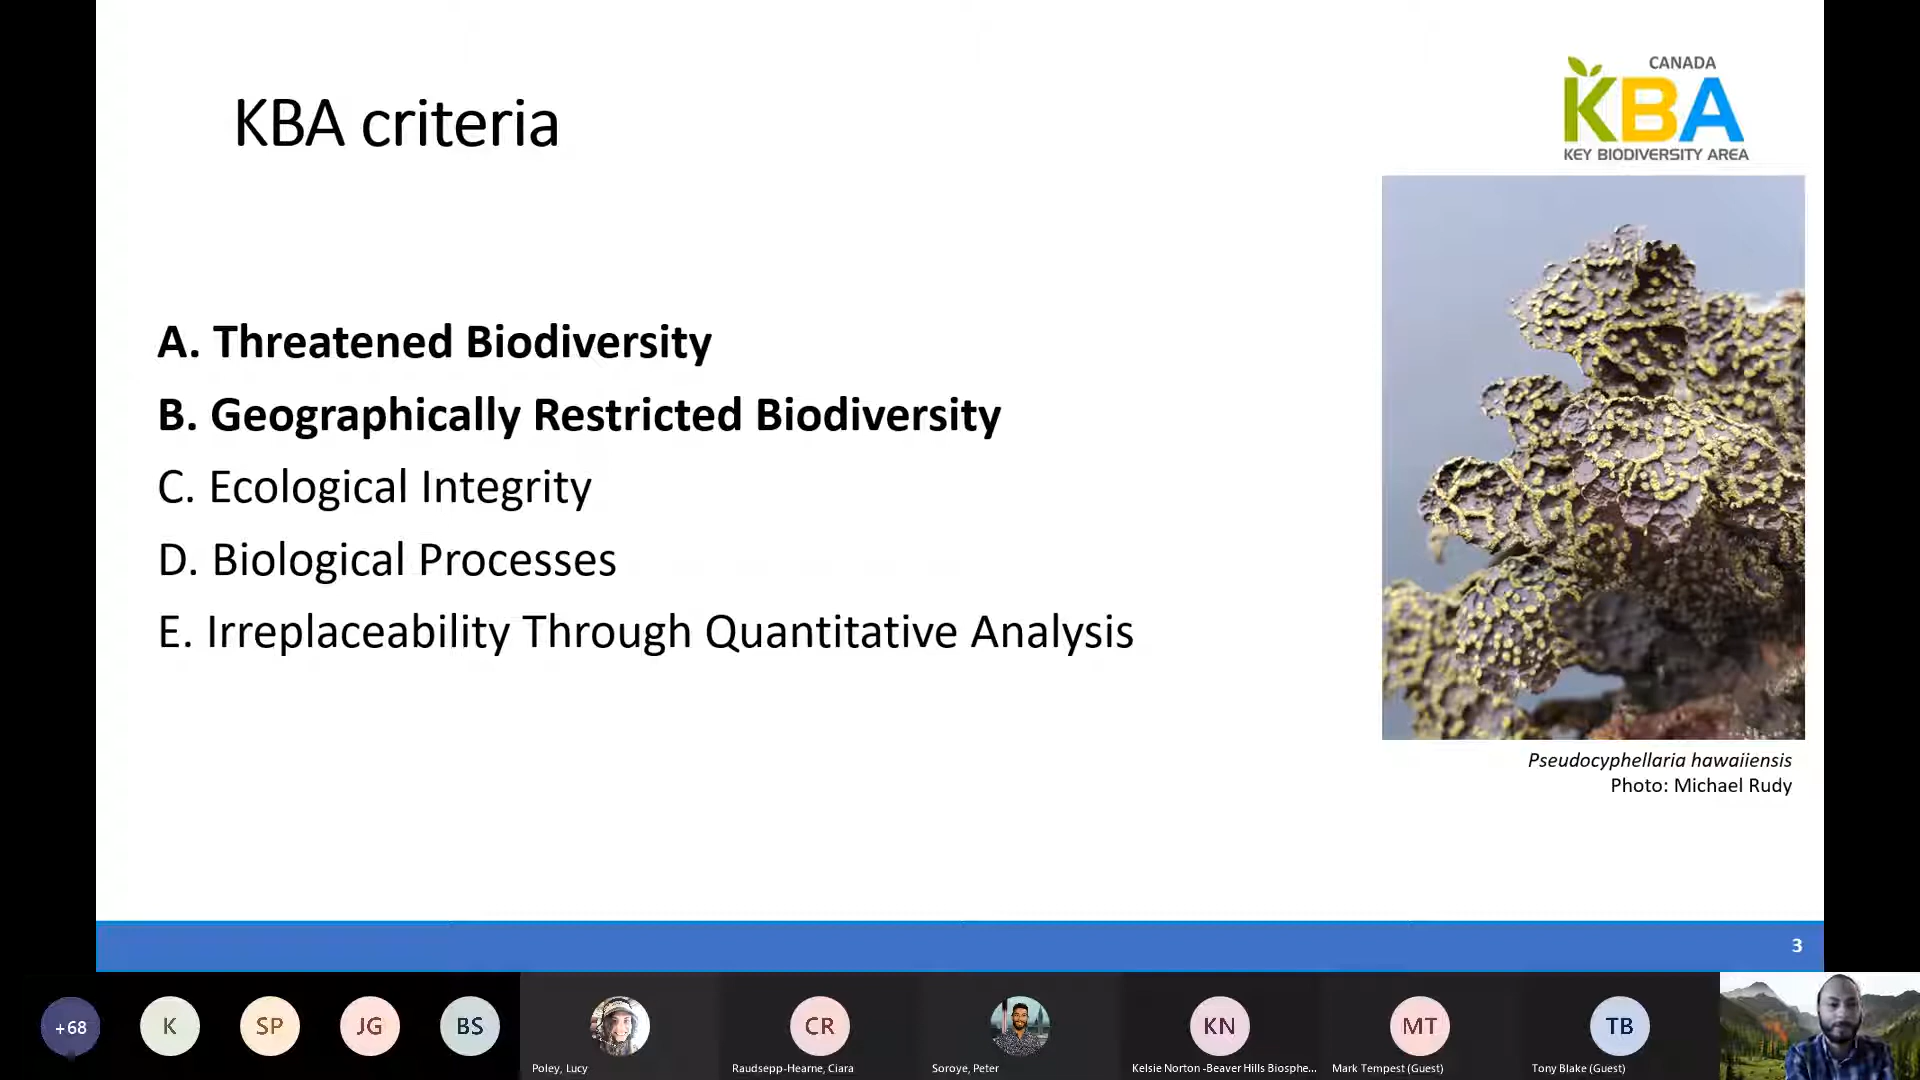 KBA criteria
CANADA
KBA
KEY BIODIVERSITY AREA
A. Threatened Biodiversity
B. Geographically Restricted Biodiversity
C. Ecological Integrity
D. Biological Processes
E. Irreplaceability Through Quantitative Analysis
Pseudocyphellaria hawaiiensis
Photo: Michael Rudy
3
+68
K
SP
JG
BS
CR
KN
MT
TB
Poley, Lucy
Raudsepp-Hearne, Ciara
Soroye, Peter
Kelsie Norton -Beaver Hills Biosphe...
Mark Tempest (Guest)
Tony Blake (Guest)